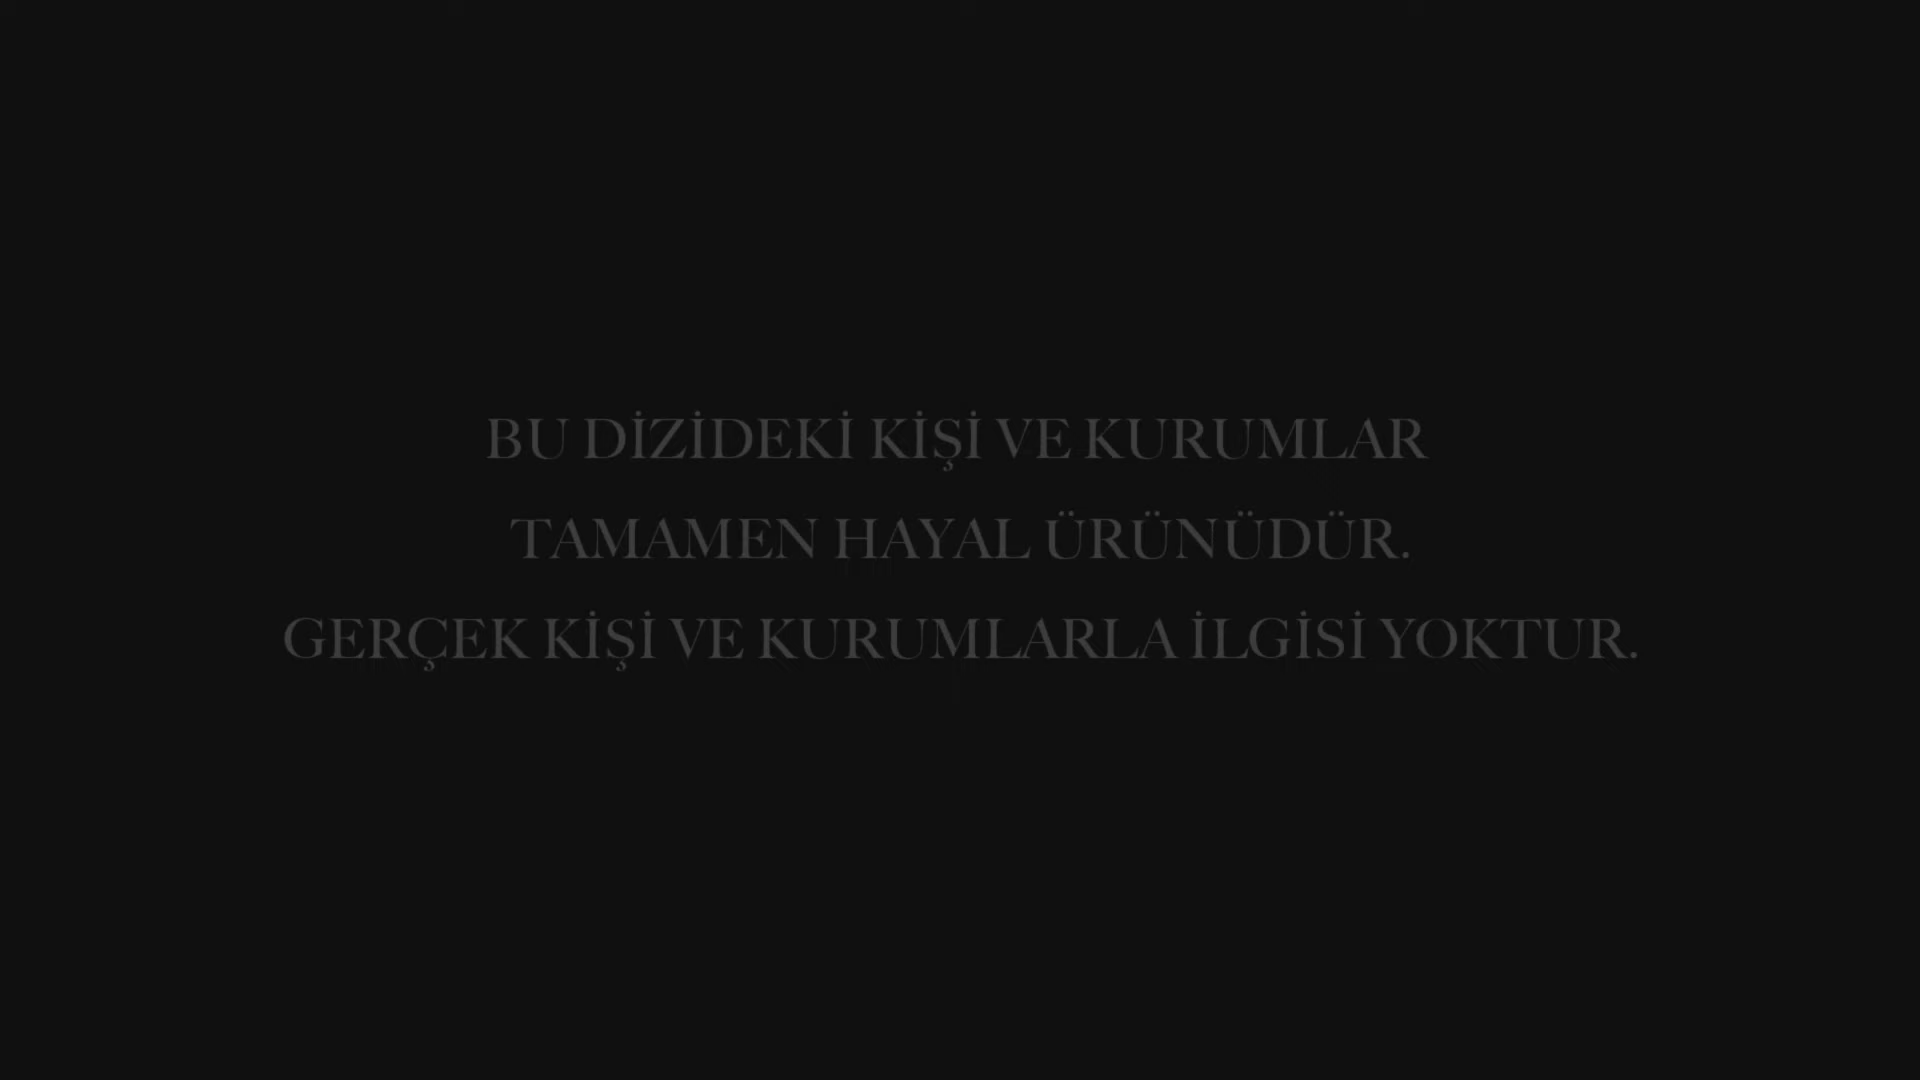 BU DİZİDEKİ KİŞİ VE KURUMLAR
TAMAMEN HAYAL ÜRÜNÜDÜR.
GERÇEK KİŞİ VE KURUMLARLA İLGİSİ YOKTUR.